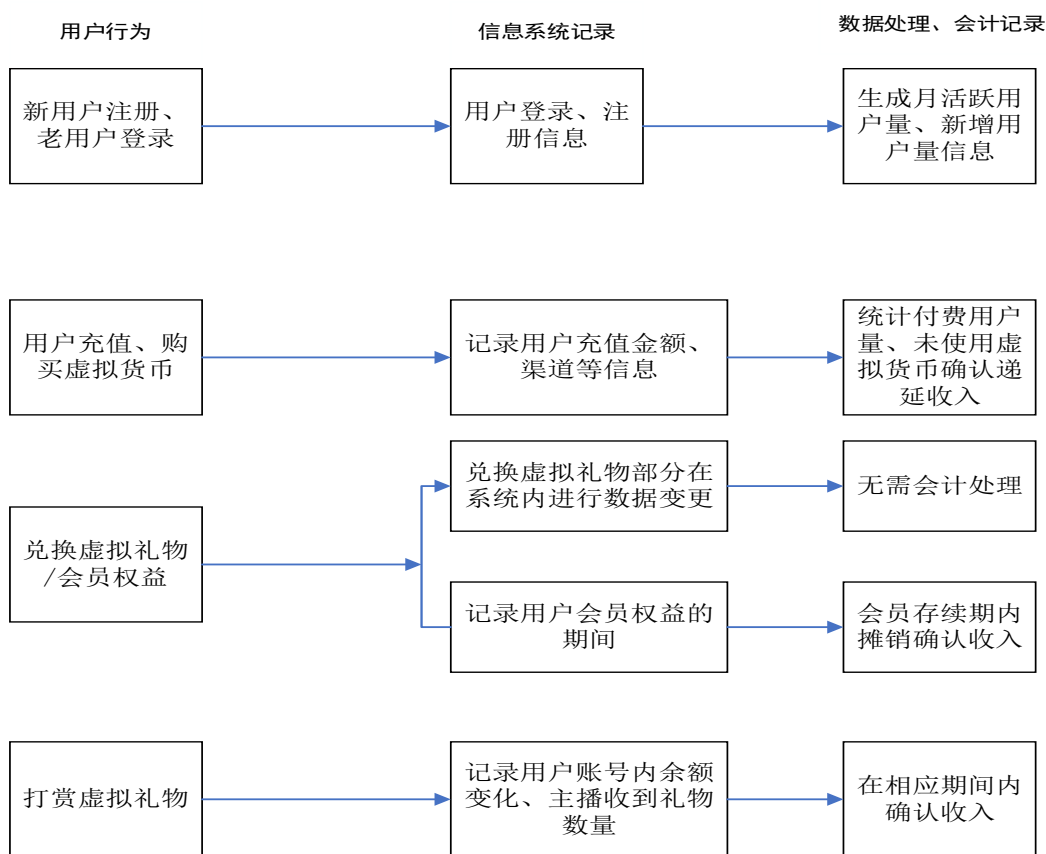 用户行为
信息系统记录
数据处理、会计记录
新用户注册、
老用户登录
用户登录、注
册信息
生成月活跃用
户量、新增用
户量信息
用户充值、购
买虚拟货币
记录用户充值金额、
渠道等信息
统计付费用户
量、未使用虚
拟货币确认递
延收入
兑换虚拟礼物
/会员权益
兑换虚拟礼物部分在
系统内进行数据变更
无需会计处理
记录用户会员权益的
期间
会员存续期内
摊销确认收入
打赏虚拟礼物
记录用户账号内余额
变化、主播收到礼物
数量
在相应期间内
确认收入